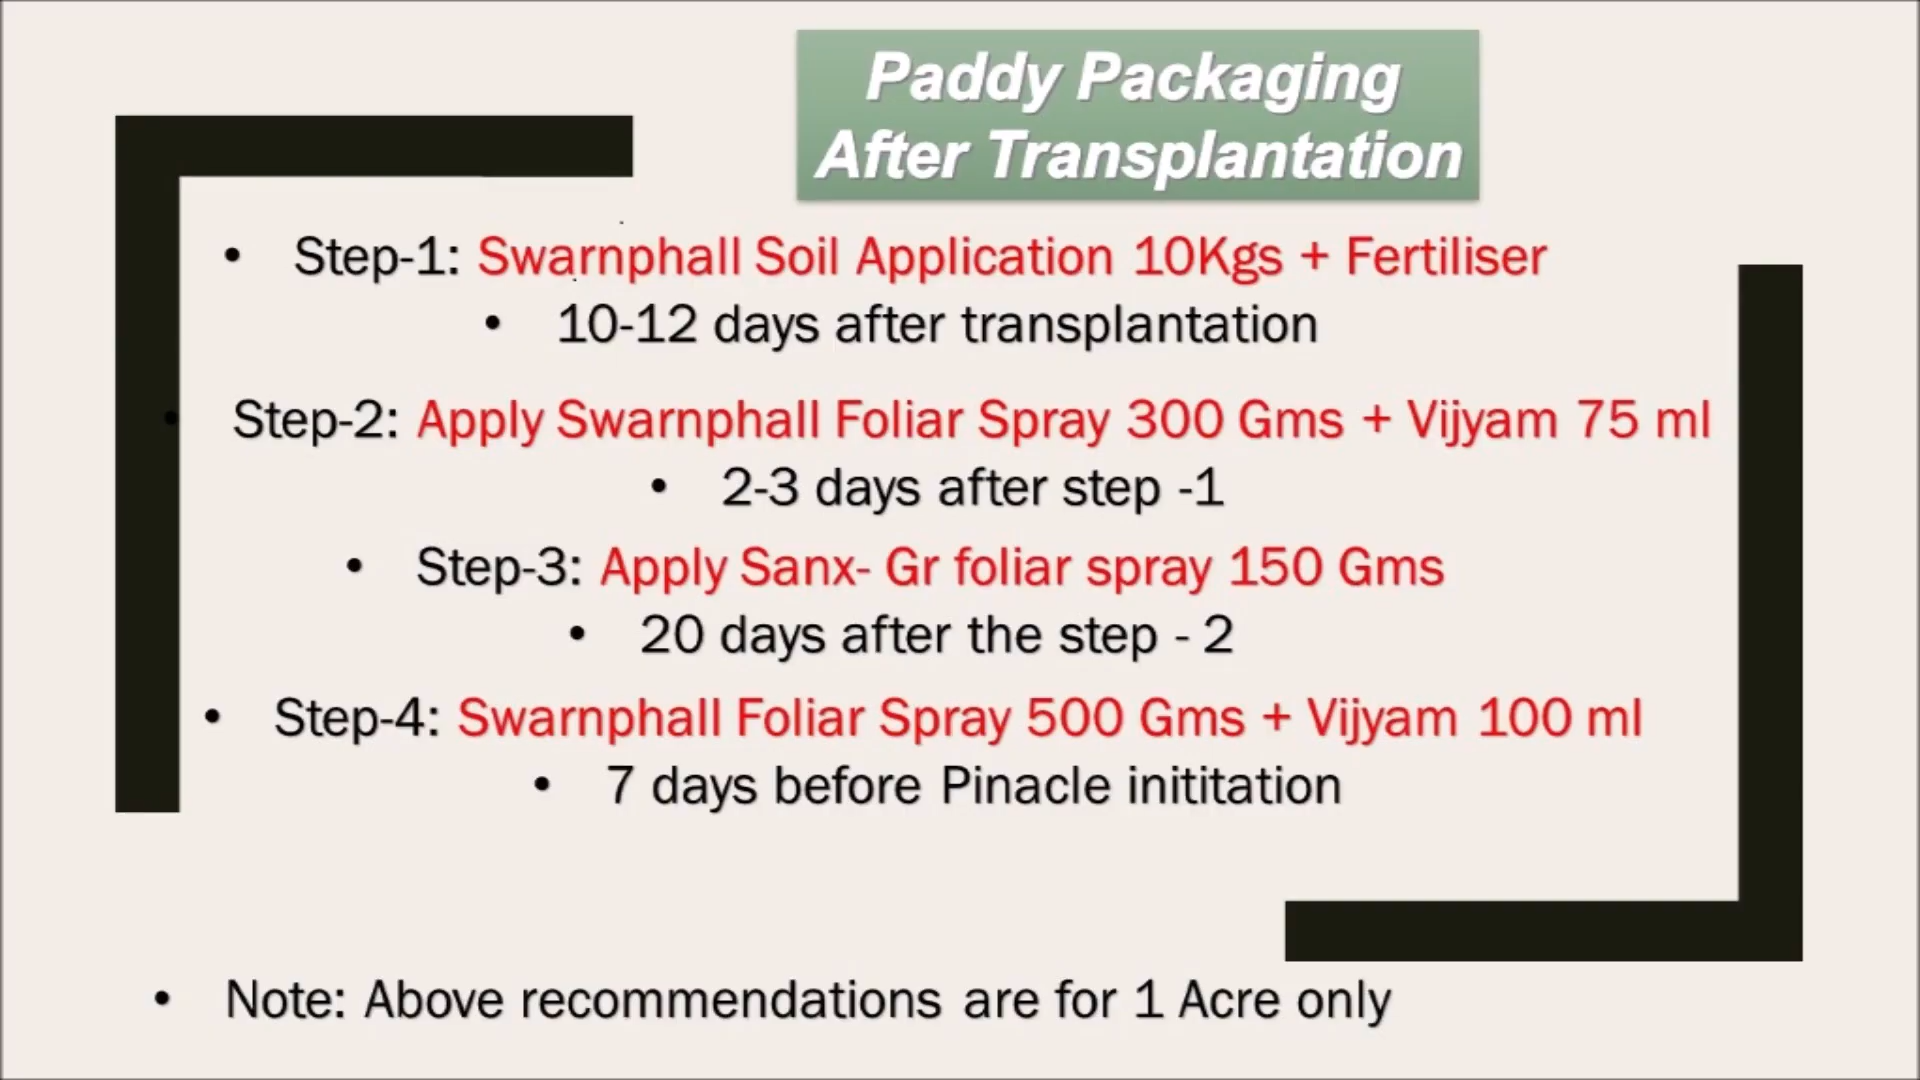 Paddy Packaging
After Transplantation
• Step-1: Swarnphall Soil Application 10Kgs + Fertiliser
• 10-12 days after transplantation
• Step-2: Apply Swarnphall Foliar Spray 300 Gms + Vijyam 75 ml
• 2-3 days after step -1
• Step-3: Apply Sanx- Gr foliar spray 150 Gms
• 20 days after the step - 2
• Step-4: Swarnphall Foliar Spray 500 Gms + Vijyam 100 ml
• 7 days before Pinacle inititation
• Note: Above recommendations are for 1 Acre only